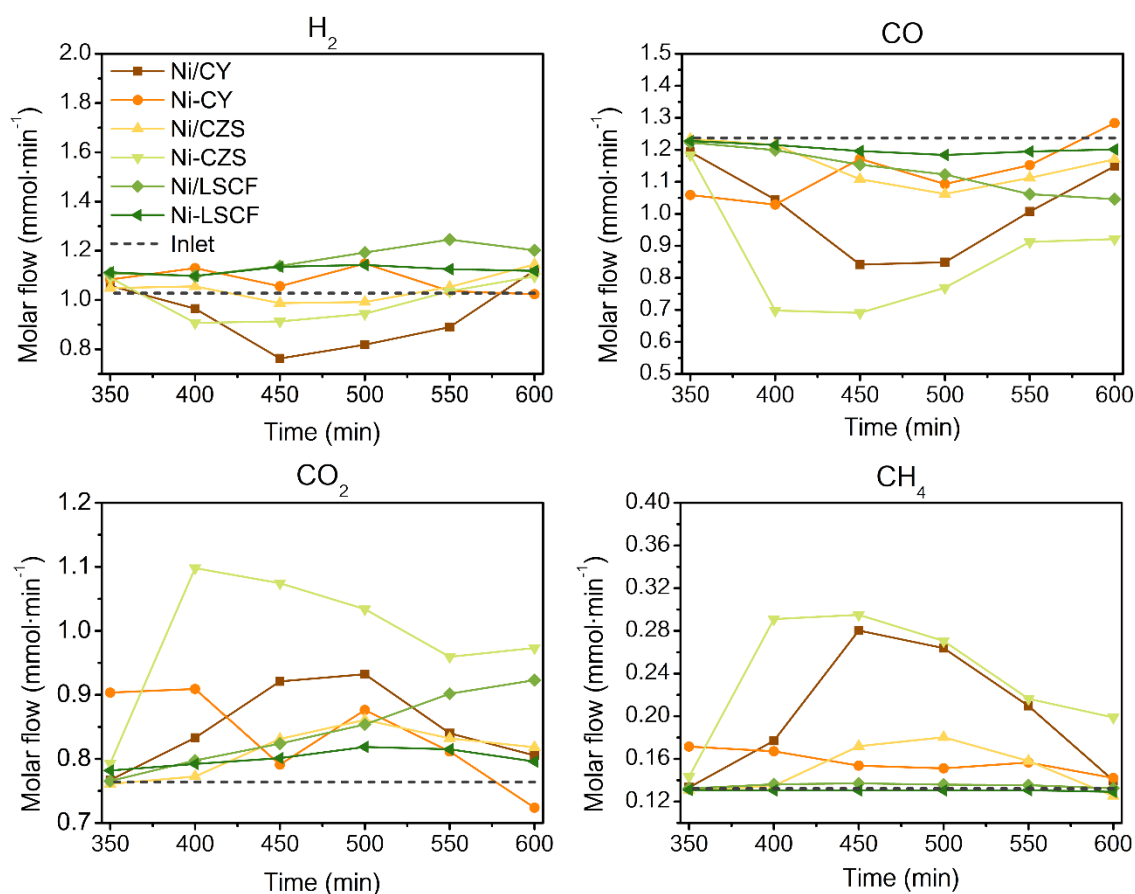 H₂
Molar flow (mmol·min⁻¹)
2.0
1.8
1.6
1.4
1.2
1.0
0.8
Ni/CY
Ni-CY
Ni/CZS
Ni-CZS
Ni/LSCF
Ni-LSCF
Inlet
350 400 450 500 550 600
Time (min)
CO
Molar flow (mmol·min⁻¹)
1.5
1.4
1.3
1.2
1.1
1.0
0.9
0.8
0.7
0.6
0.5
350 400 450 500 550 600
Time (min)
CO₂
Molar flow (mmol·min⁻¹)
1.2
1.1
1.0
0.9
0.8
0.7
350 400 450 500 550 600
Time (min)
CH₄
Molar flow (mmol·min⁻¹)
0.40
0.36
0.32
0.28
0.24
0.20
0.16
0.12
350 400 450 500 550 600
Time (min)